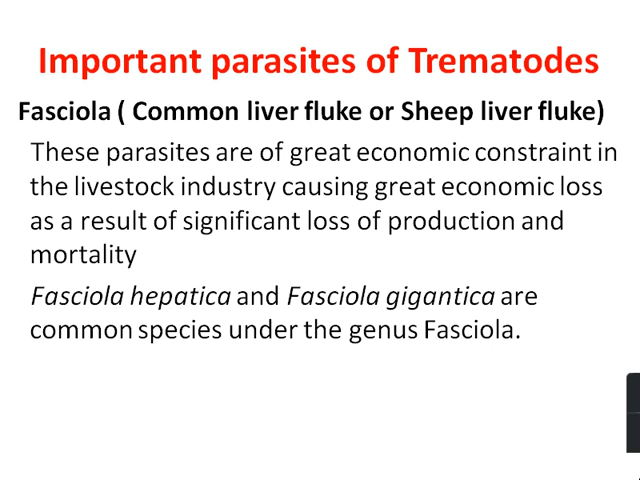 Important parasites of Trematodes
Fasciola ( Common liver fluke or Sheep liver fluke)
These parasites are of great economic constraint in
the livestock industry causing great economic loss
as a result of significant loss of production and
mortality
Fasciola hepatica and Fasciola gigantica are
common species under the genus Fasciola.